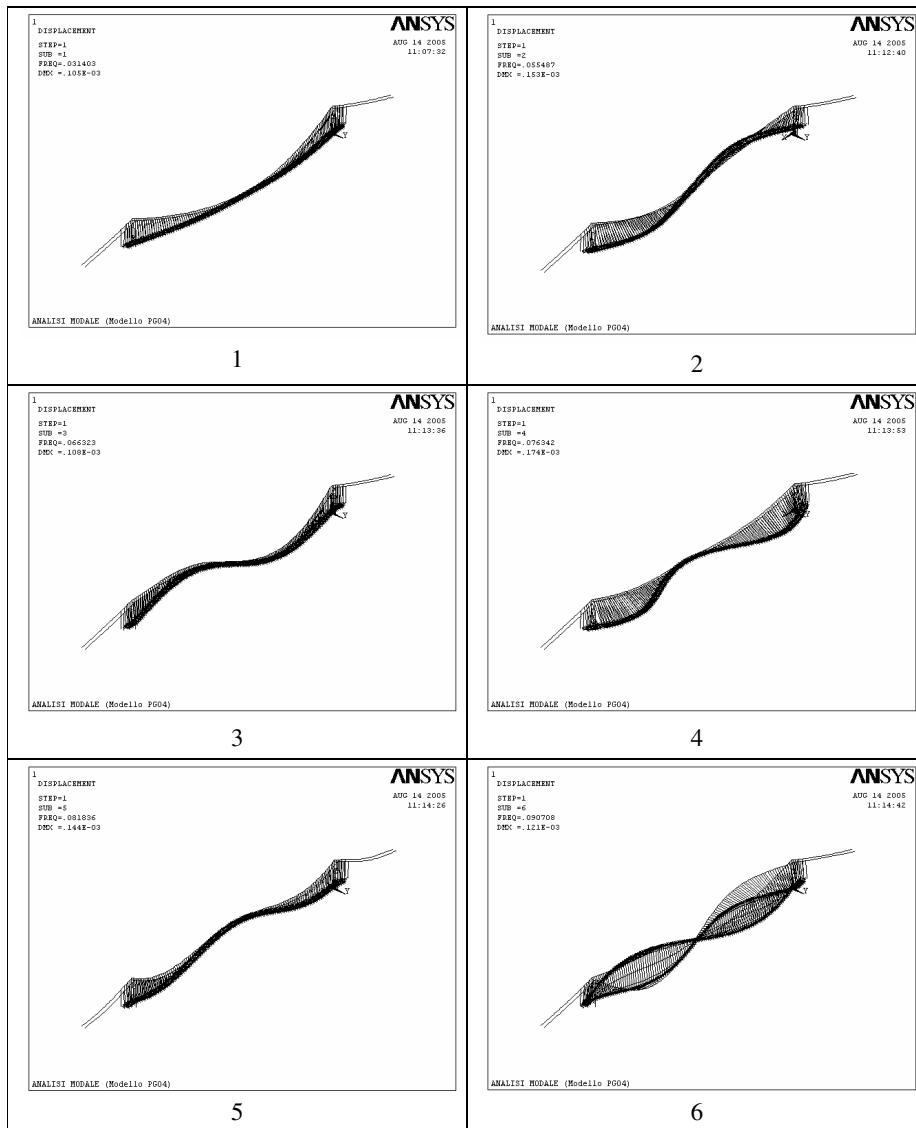 1
DISPLACEMENT
STEP=1
SUB =1
FREQ=.031403
DMX =.105E-03
ANSYS
AUG 14 2005
11:07:32
Y
ANALISI MODALE (Modello PG04)
1
1
DISPLACEMENT
STEP=1
SUB =2
FREQ=.055487
DMX =.153E-03
ANSYS
AUG 14 2005
11:12:40
Y
ANALISI MODALE (Modello PG04)
2
1
DISPLACEMENT
STEP=1
SUB =3
FREQ=.066323
DMX =.108E-03
ANSYS
AUG 14 2005
11:13:36
Y
ANALISI MODALE (Modello PG04)
3
1
DISPLACEMENT
STEP=1
SUB =4
FREQ=.076342
DMX =.174E-03
ANSYS
AUG 14 2005
11:13:53
Y
ANALISI MODALE (Modello PG04)
4
1
DISPLACEMENT
STEP=1
SUB =5
FREQ=.081836
DMX =.144E-03
ANSYS
AUG 14 2005
11:14:26
Y
ANALISI MODALE (Modello PG04)
5
1
DISPLACEMENT
STEP=1
SUB =6
FREQ=.090708
DMX =.121E-03
ANSYS
AUG 14 2005
11:14:42
Y
ANALISI MODALE (Modello PG04)
6